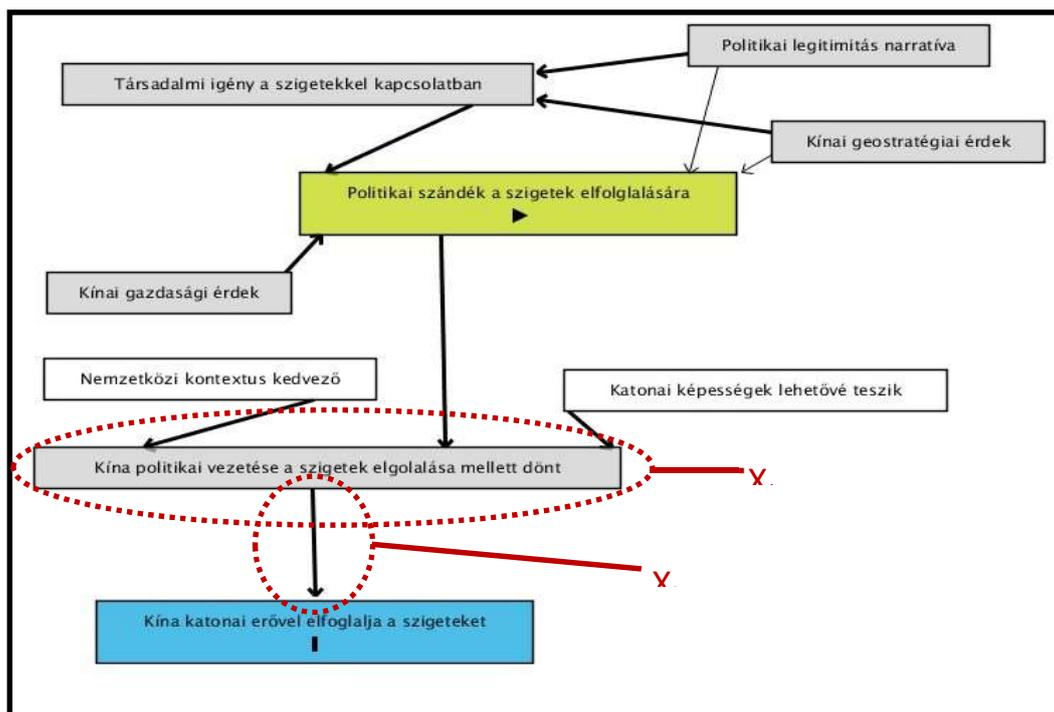 Politikai legitimitás narratíva
Társadalmi igény a szigetekkel kapcsolatban
Kínai geostratégiai érdek
Politikai szándék a szigetek elfolglalására
Kínai gazdasági érdek
Nemzetközi kontextus kedvező
Katonai képességek lehetővé teszik
Kína politikai vezetése a szigetek elgolalása mellett dönt
Kína katonai erővel elfoglalja a szigeteket